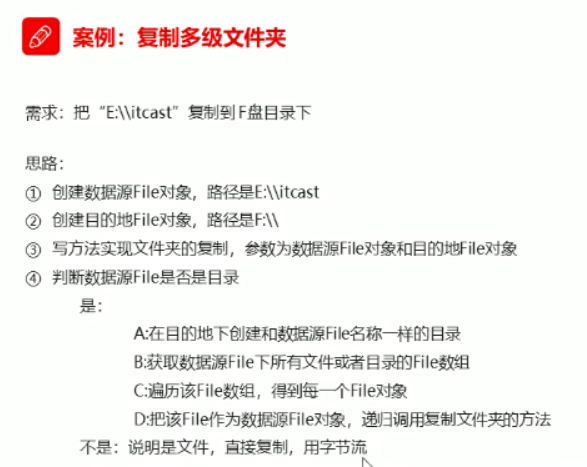 案例：复制多级文件夹
需求：把“E:\\itcast”复制到 F盘目录下
思路：
① 创建数据源File对象，路径是E:\\itcast
② 创建目的地File对象，路径是F:\\
③ 写方法实现文件夹的复制，参数为数据源File对象和目的地File对象
④ 判断数据源File是否是目录
是：
A:在目的地下创建和数据源File名称一样的目录
B:获取数据源File下所有文件或者目录的File数组
C:遍历该File数组，得到每一个File对象
D:把该File作为数据源File对象，递归调用复制文件夹的方法
不是：说明是文件，直接复制，用字节流